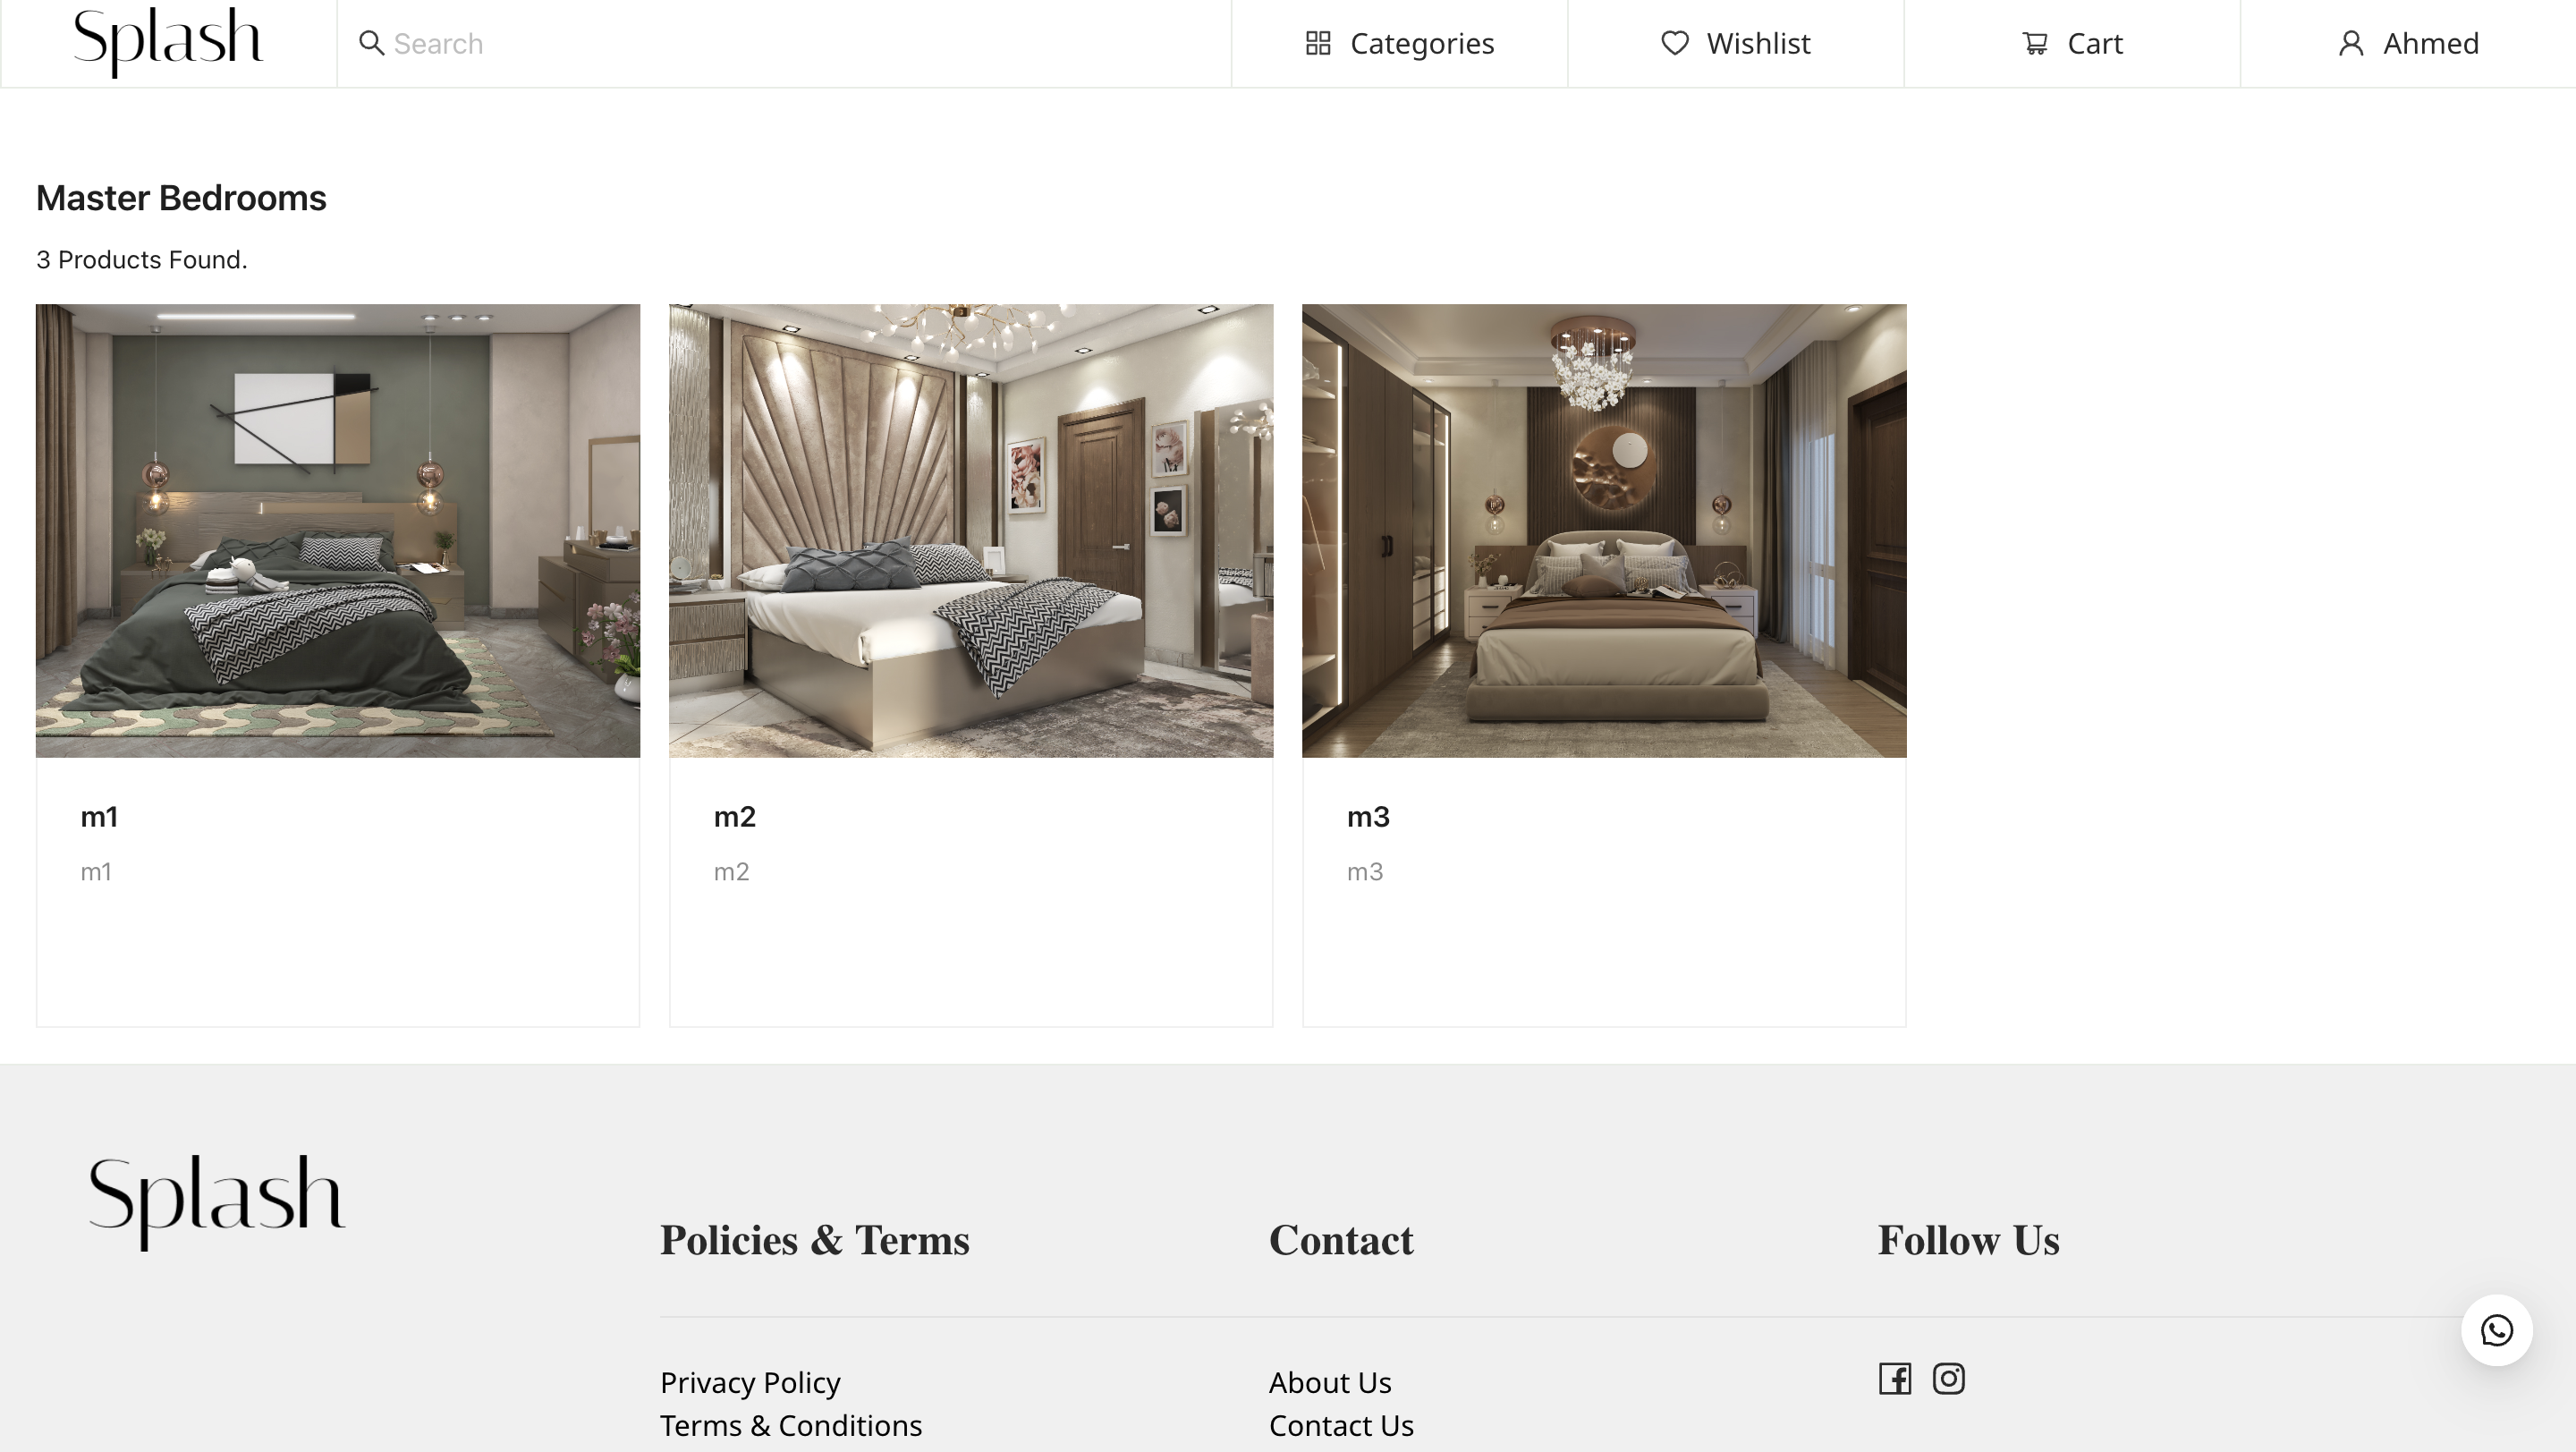 Splash
Search
Categories
Wishlist
Cart
Ahmed
Master Bedrooms
3 Products Found.
m1
m1
m2
m2
m3
m3
Splash
Policies & Terms
Contact
Follow Us
Privacy Policy
About Us
Terms & Conditions
Contact Us